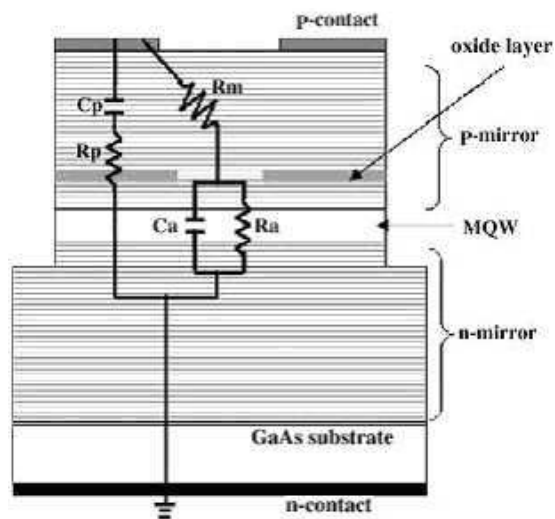 P-contact
oxide layer
Cp
Rm
P-mirror
Rp
Ca
Ra
MQW
n-mirror
GaAs substrate
n-contact